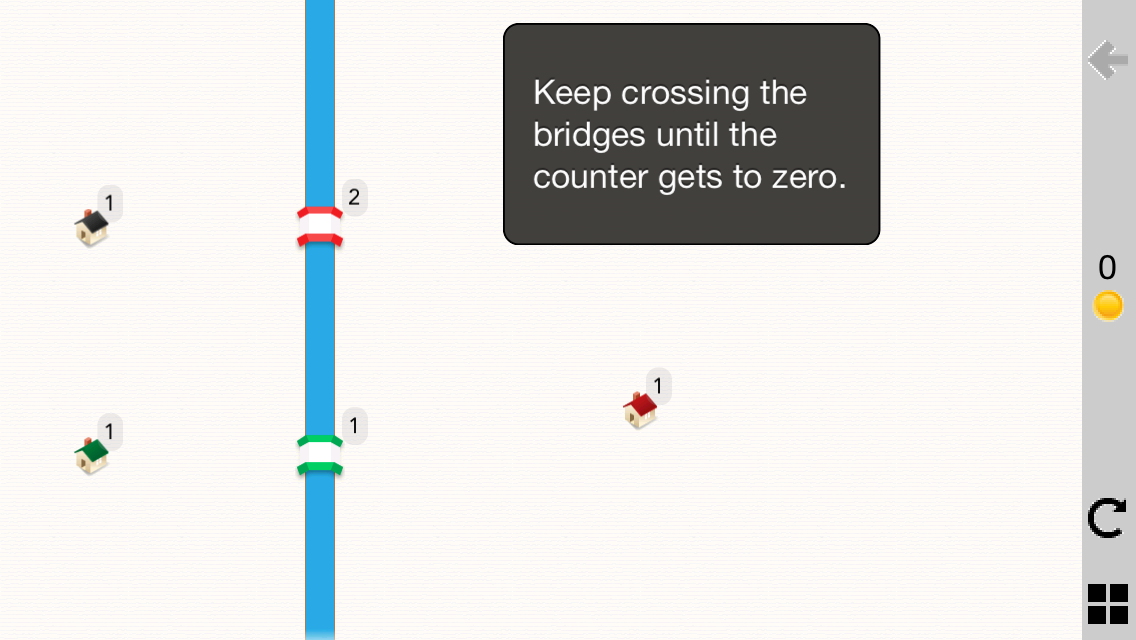 Keep crossing the
bridges until the
counter gets to zero.
1
2
0
1
1
1